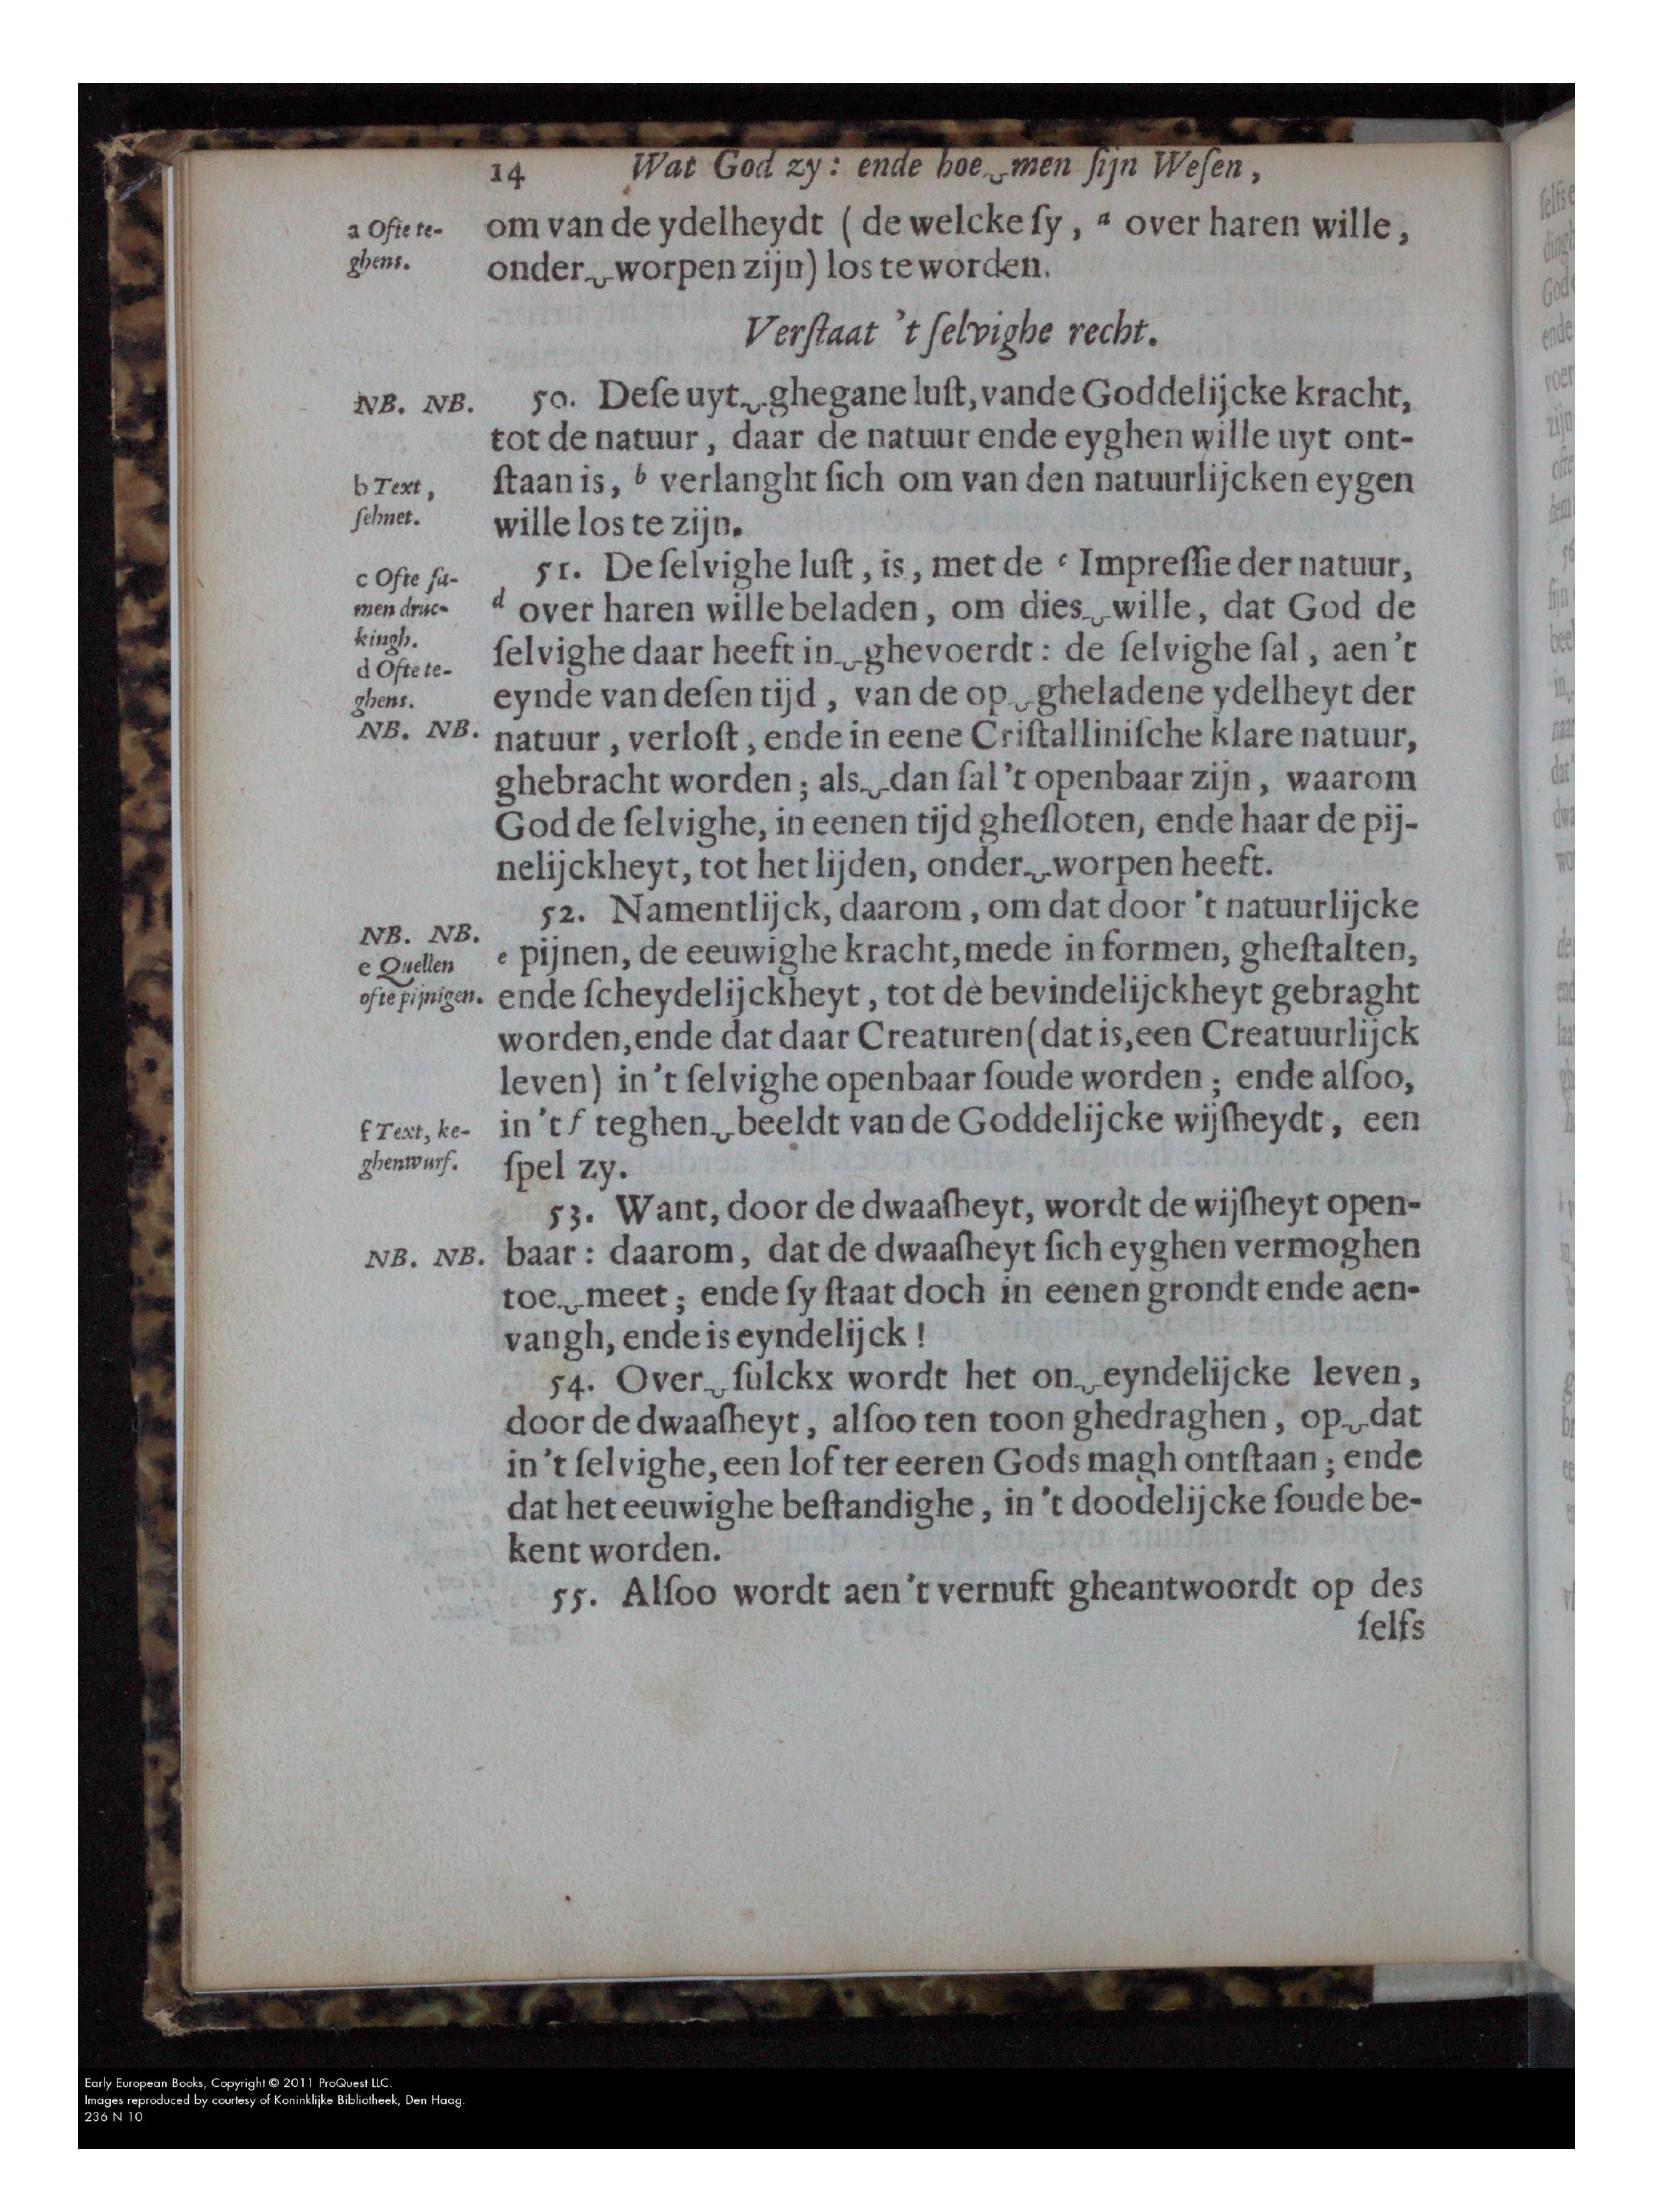 14 Wat God zy: ende hoe‿men ſijn Weſen,
a Ofte te-
ghens.
om van de ydelheydt (de welcke ſy, a over haren wille,
onder‿worpen zijn) los te worden.
Verſtaat 't ſelvighe recht.
NB. NB.
50. Deſe uyt‿ghegane luſt, vande Goddelijcke kracht,
tot de natuur, daar de natuur ende eyghen wille uyt ont-
b Text,
ſehnet.
ſtaan is, b verlanght ſich om van den natuurlijcken eygen
wille los te zijn.
c Ofte ſa-
men druc-
kingh.
d Ofte te-
ghens.
NB. NB.
51. De ſelvighe luſt, is, met de c Impreſſie der natuur,
d over haren wille beladen, om dies‿wille, dat God de
ſelvighe daar heeft in‿ghevoerdt: de ſelvighe ſal, aen't
eynde van deſen tijd, van de op‿gheladene ydelheyt der
natuur, verloſt, ende in eene Criſtalliniſche klare natuur,
ghebracht worden; als‿dan ſal 't openbaar zijn, waarom
God de ſelvighe, in eenen tijd gheſloten, ende haar de pij-
nelijckheyt, tot het lijden, onder‿worpen heeft.
NB. NB.
e Quellen
ofte pijnigen.
52. Namentlijck, daarom, om dat door 't natuurlijcke
e pijnen, de eeuwighe kracht, mede in formen, gheſtalten,
ende ſcheydelijckheyt, tot de bevindelijckheyt gebraght
worden, ende dat daar Creaturen (dat is, een Creatuurlijck
leven) in't ſelvighe openbaar ſoude worden; ende alſoo,
f Text, ke-
ghenwurf.
in 't f teghen‿beeldt van de Goddelijcke wijſheydt, een
ſpel zy.
53. Want, door de dwaaſheyt, wordt de wijſheyt open-
NB. NB.
baar: daarom, dat de dwaaſheyt ſich eyghen vermoghen
toe‿meet; ende ſy ſtaat doch in eenen grondt ende aen-
vangh, ende is eyndelijck!
54. Over‿ſulckx wordt het on‿eyndelijcke leven,
door de dwaaſheyt, alſoo ten toon ghedraghen, op‿dat
in 't ſelvighe, een lof ter eeren Gods magh ontſtaan; ende
dat het eeuwighe beſtandighe, in 't doodelijcke ſoude be-
kent worden.
55. Alſoo wordt aen 't vernuft gheantwoordt op des
ſelfs
Early European Books, Copyright © 2011 ProQuest LLC.
Images reproduced by courtesy of Koninklijke Bibliotheek, Den Haag.
236 N 10